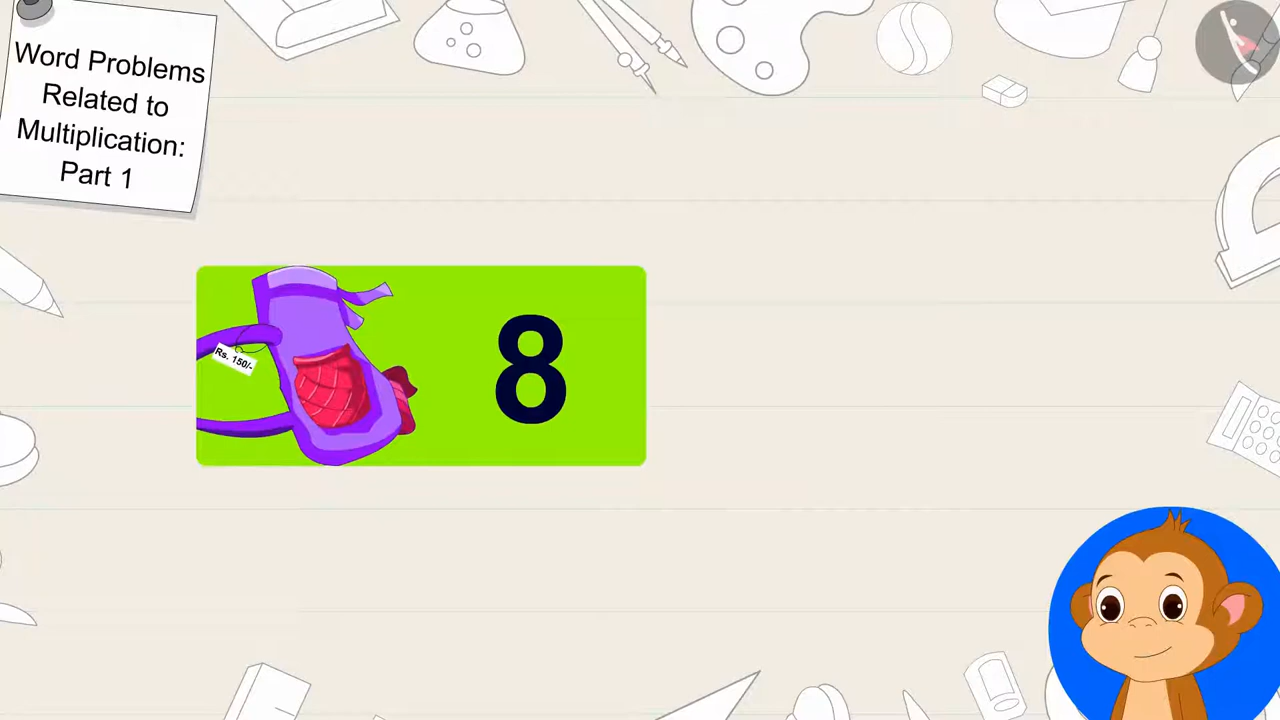 Word Problems
Related to
Multiplication:
Part 1
Rs. 150/-
8